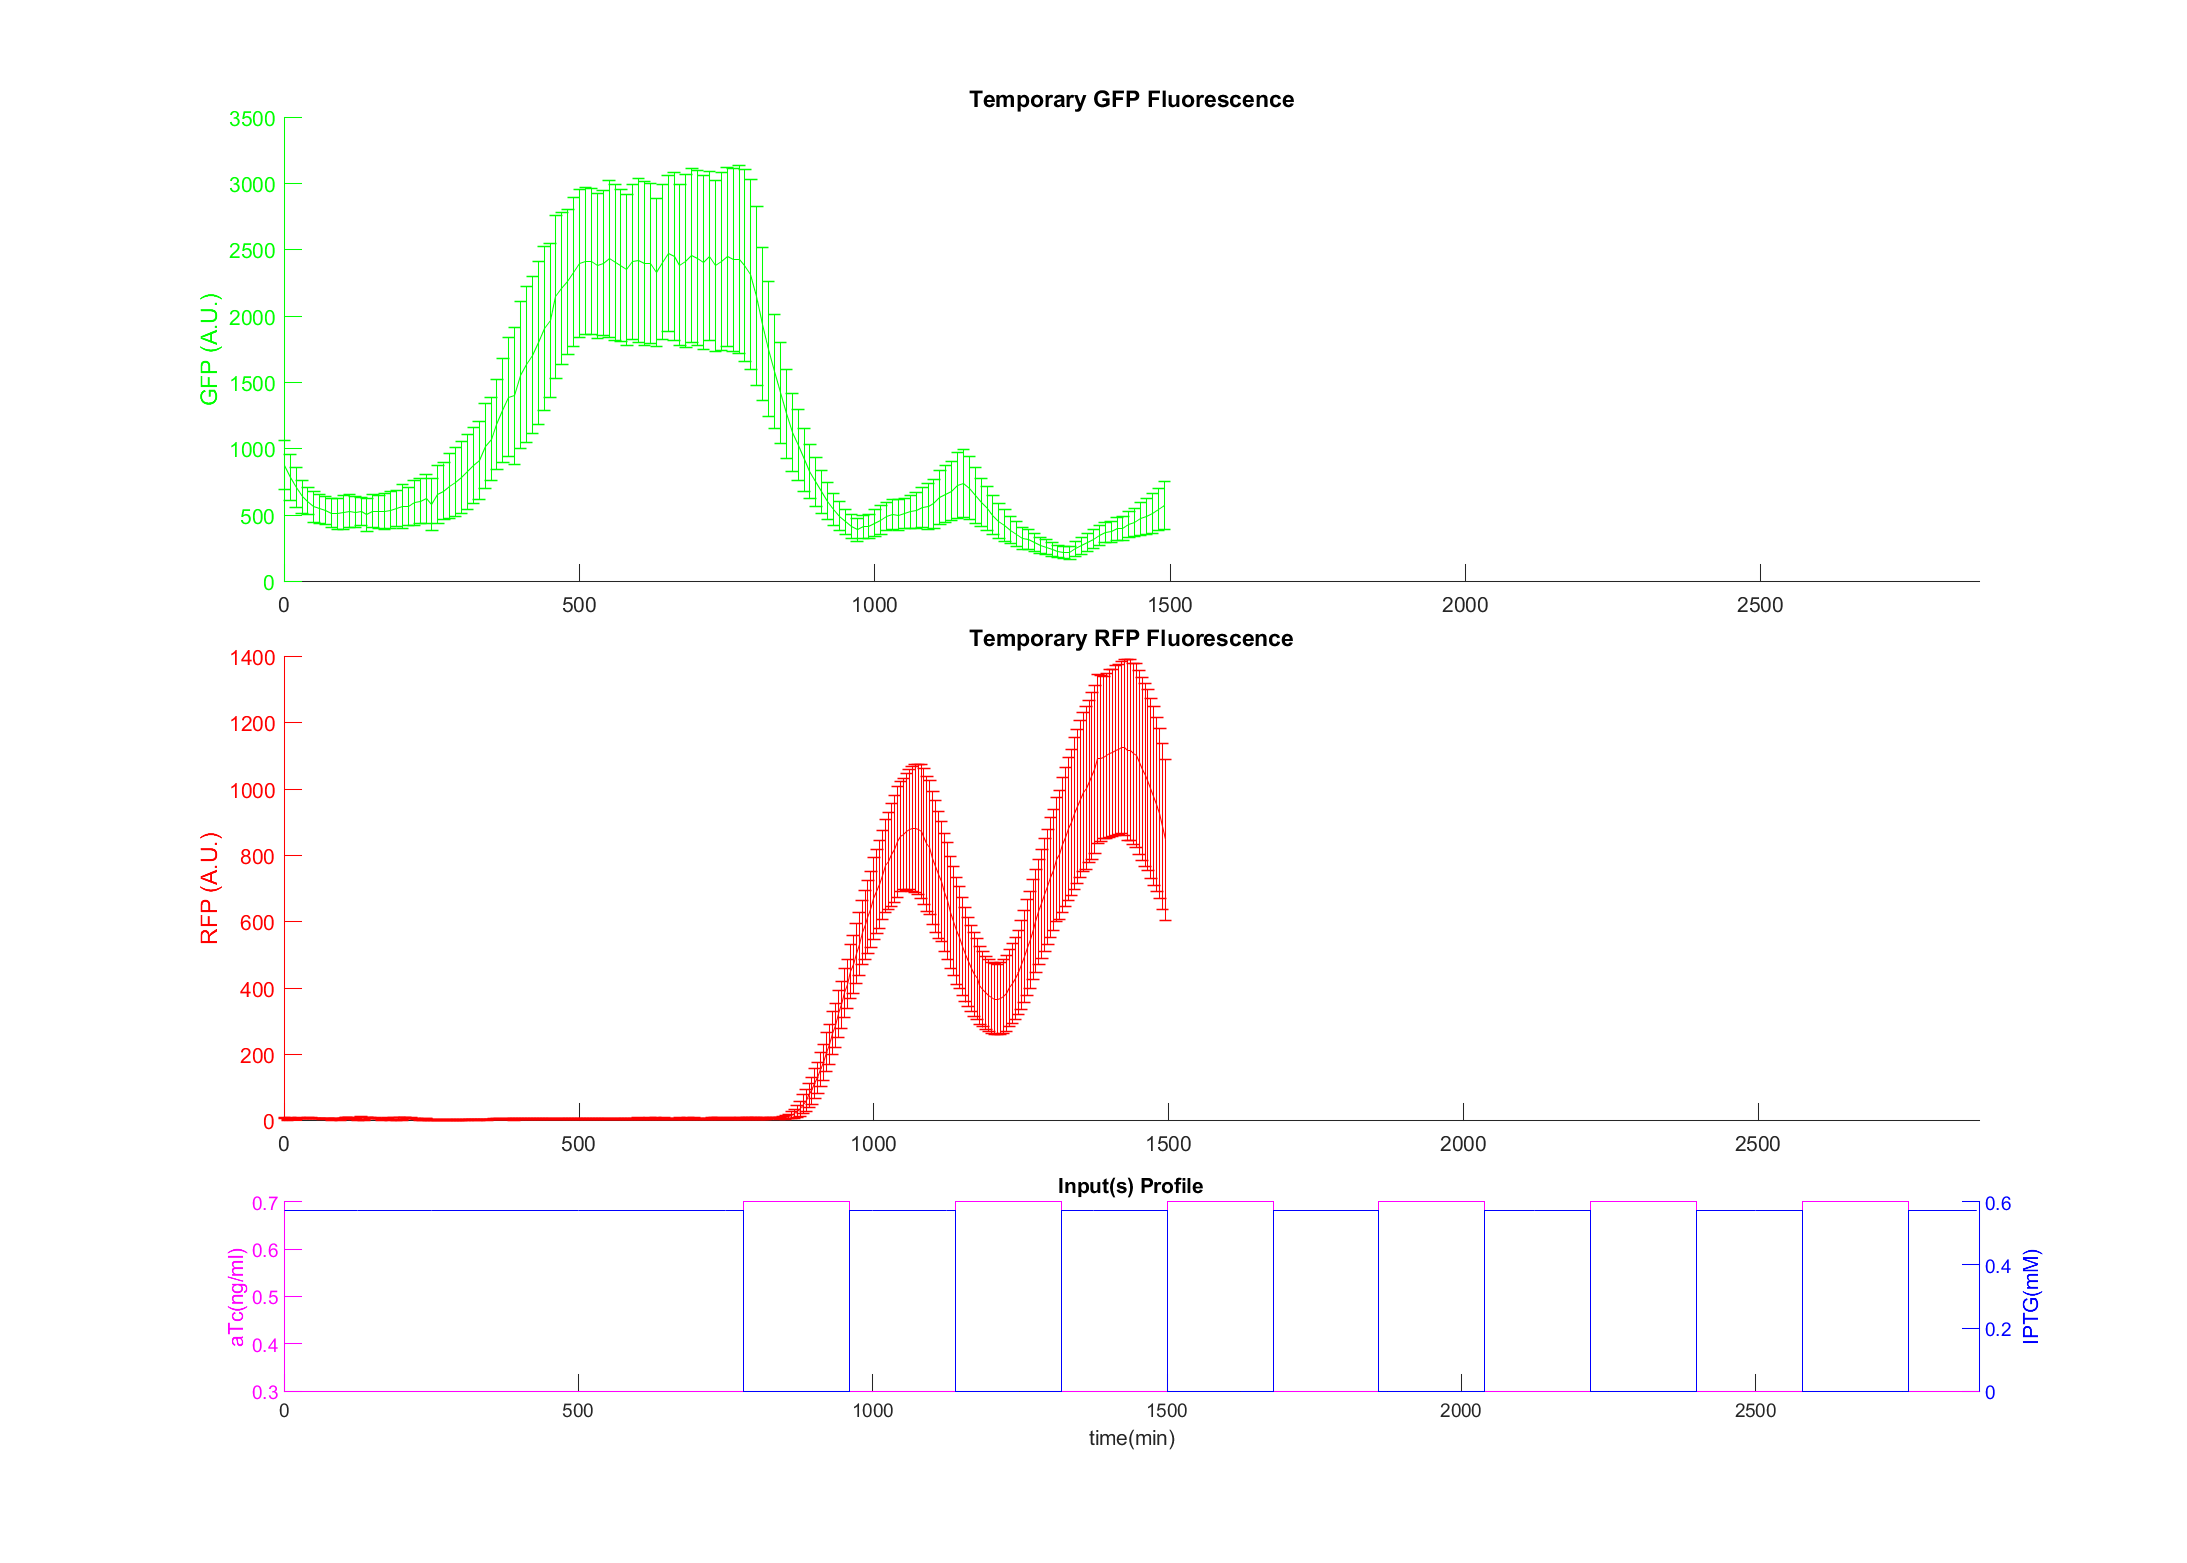 Temporary GFP Fluorescence
3500
3000
2500
2000
1500
1000
500
0
GFP (A.U.)
0 500 1000 1500 2000 2500
Temporary RFP Fluorescence
1400
1200
1000
800
600
400
200
0
RFP (A.U.)
0 500 1000 1500 2000 2500
Input(s) Profile
0.7
0.6
0.5
0.4
0.3
aTc(ng/ml)
0.6
0.4
0.2
0
IPTG(mM)
0 500 1000 1500 2000 2500
time(min)